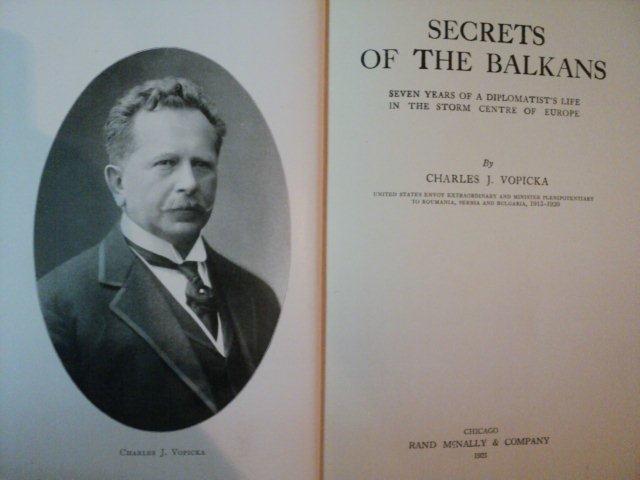 CHARLES J. VOPICKA
SECRETS
OF THE BALKANS
SEVEN YEARS OF A DIPLOMATIST'S LIFE
IN THE STORM CENTRE OF EUROPE
By
CHARLES J. VOPICKA
UNITED STATES ENVOY EXTRAORDINARY AND MINISTER PLENIPOTENTIARY
TO ROUMANIA, SERBIA AND BULGARIA, 1913-1920
CHICAGO
RAND MCNALLY & COMPANY
1921